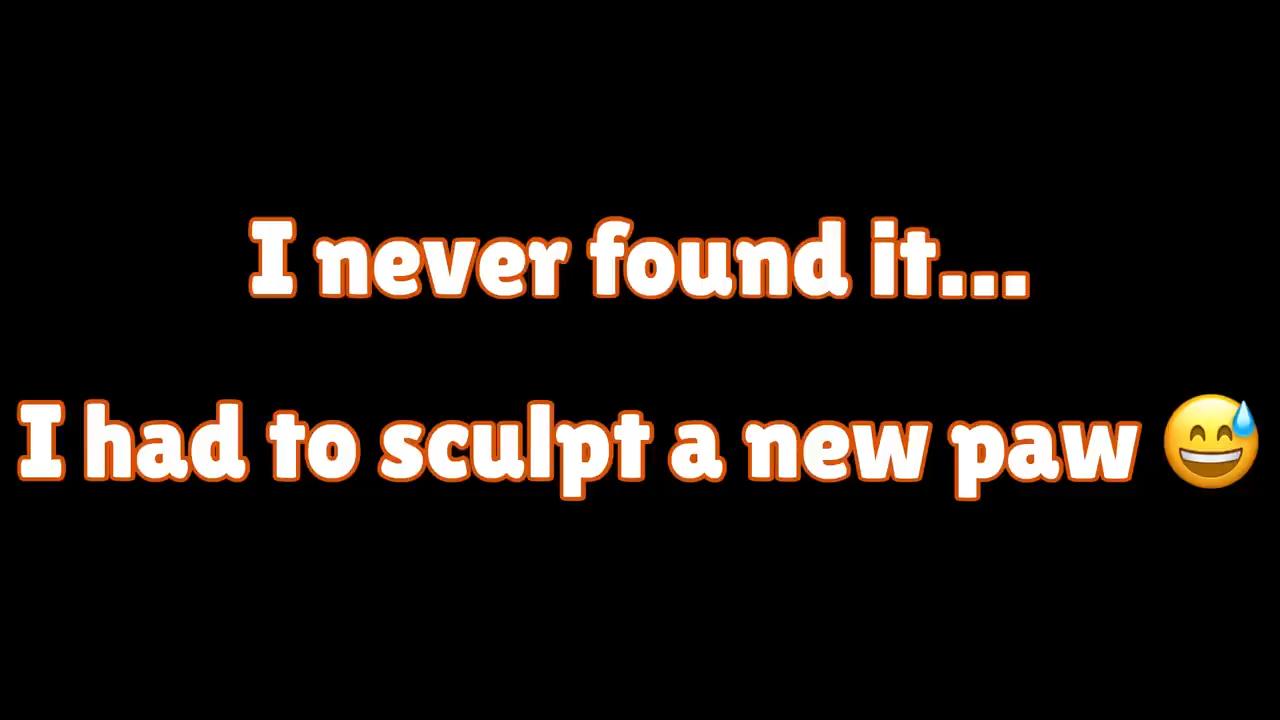 I never found it...
I had to sculpt a new paw 😅